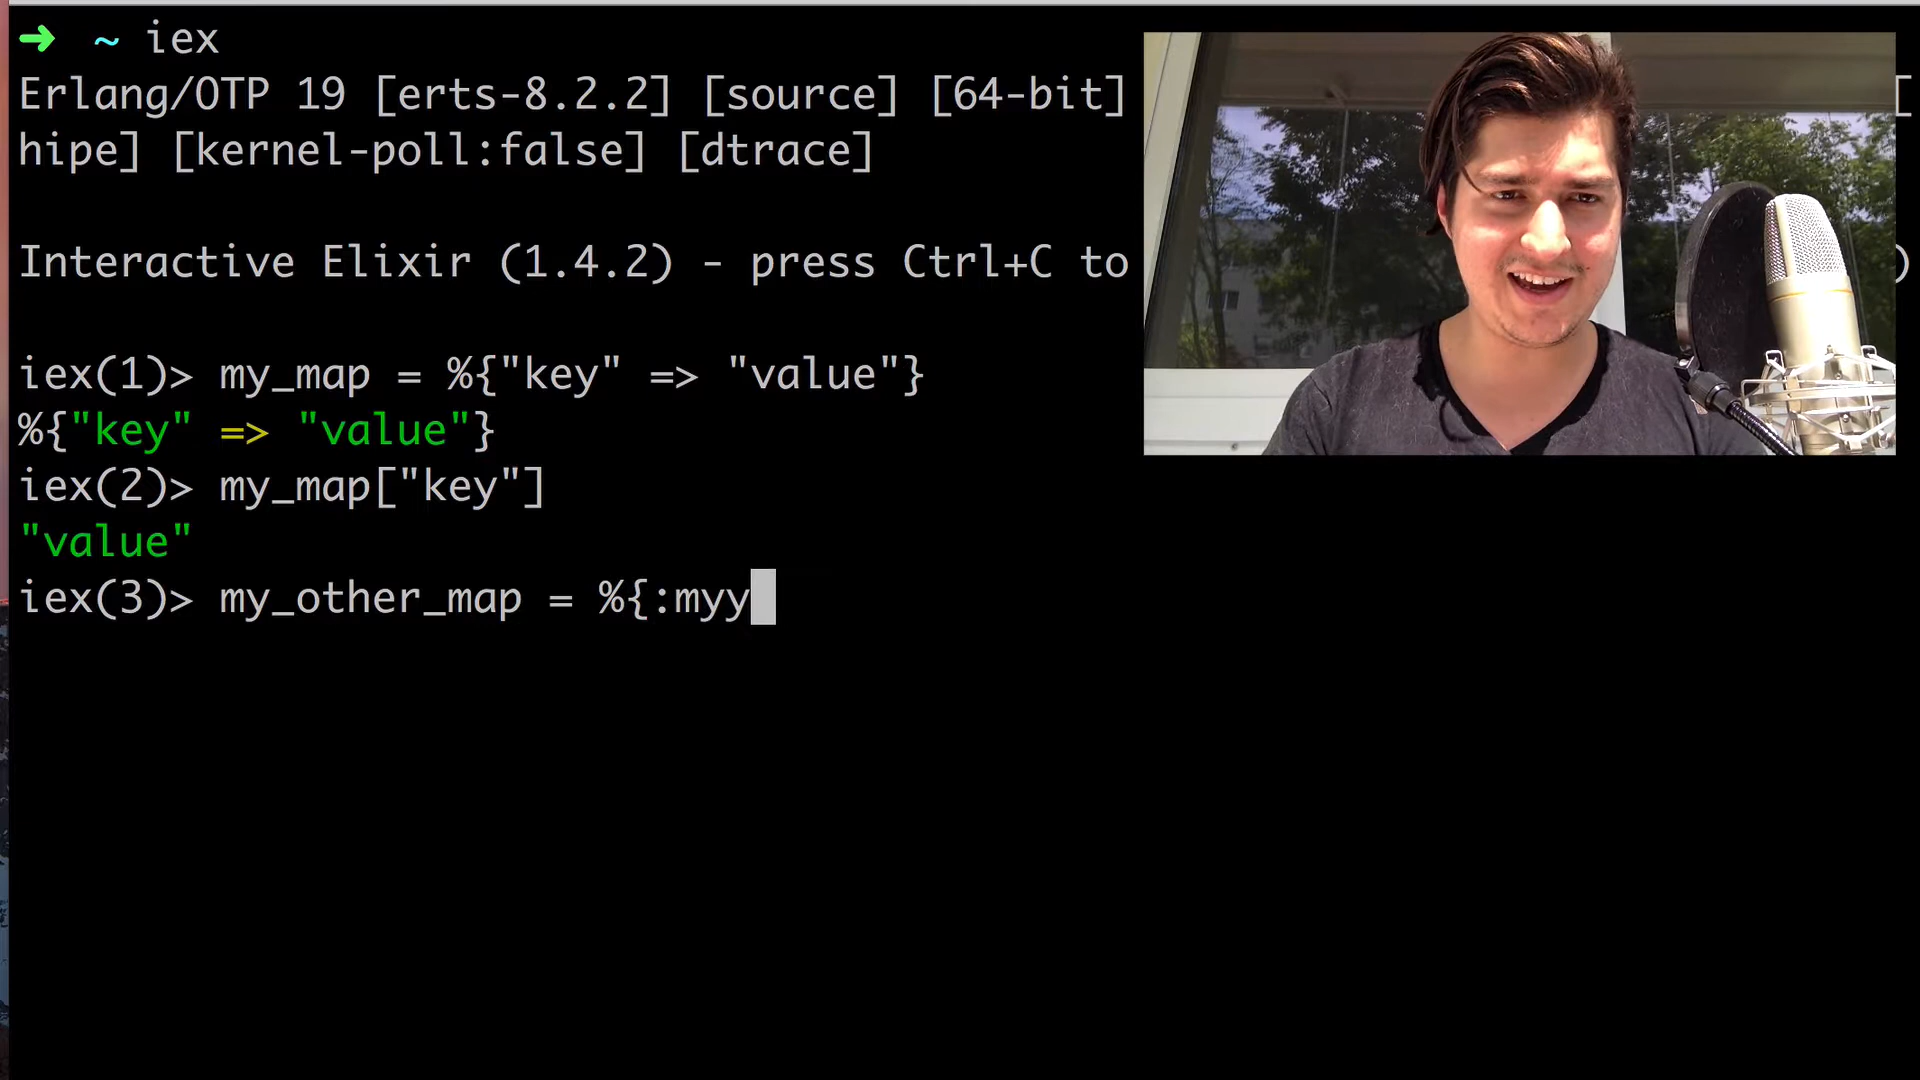 ➜ ~ iex
Erlang/OTP 19 [erts-8.2.2] [source] [64-bit] [
hipe] [kernel-poll:false] [dtrace]
Interactive Elixir (1.4.2) - press Ctrl+C to )
iex(1)> my_map = %{"key" => "value"}
%{"key" => "value"}
iex(2)> my_map["key"]
"value"
iex(3)> my_other_map = %{:myy